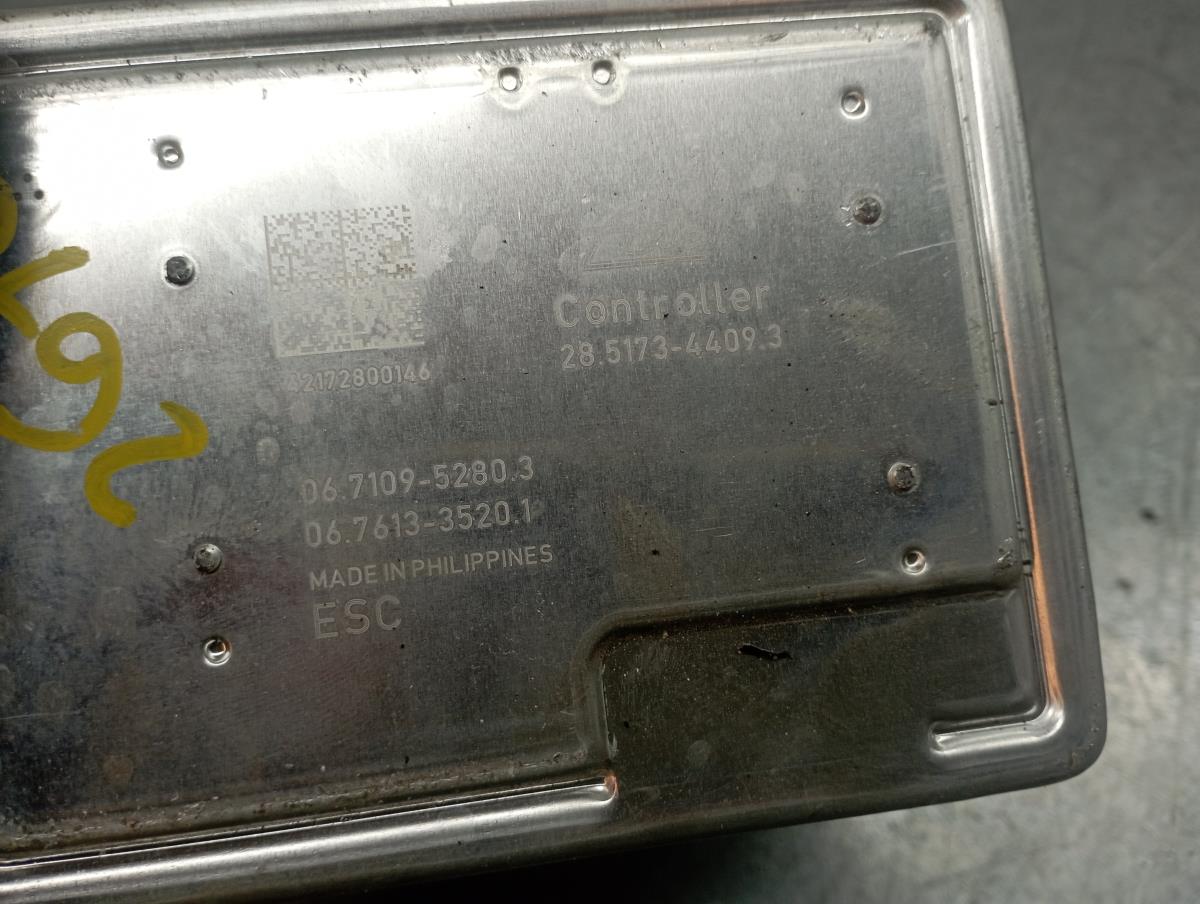 Controller
28.5173-4409.3
42172800146
06.7109-5280.3
06.7613-3520.1
MADE IN PHILIPPINES
ESC